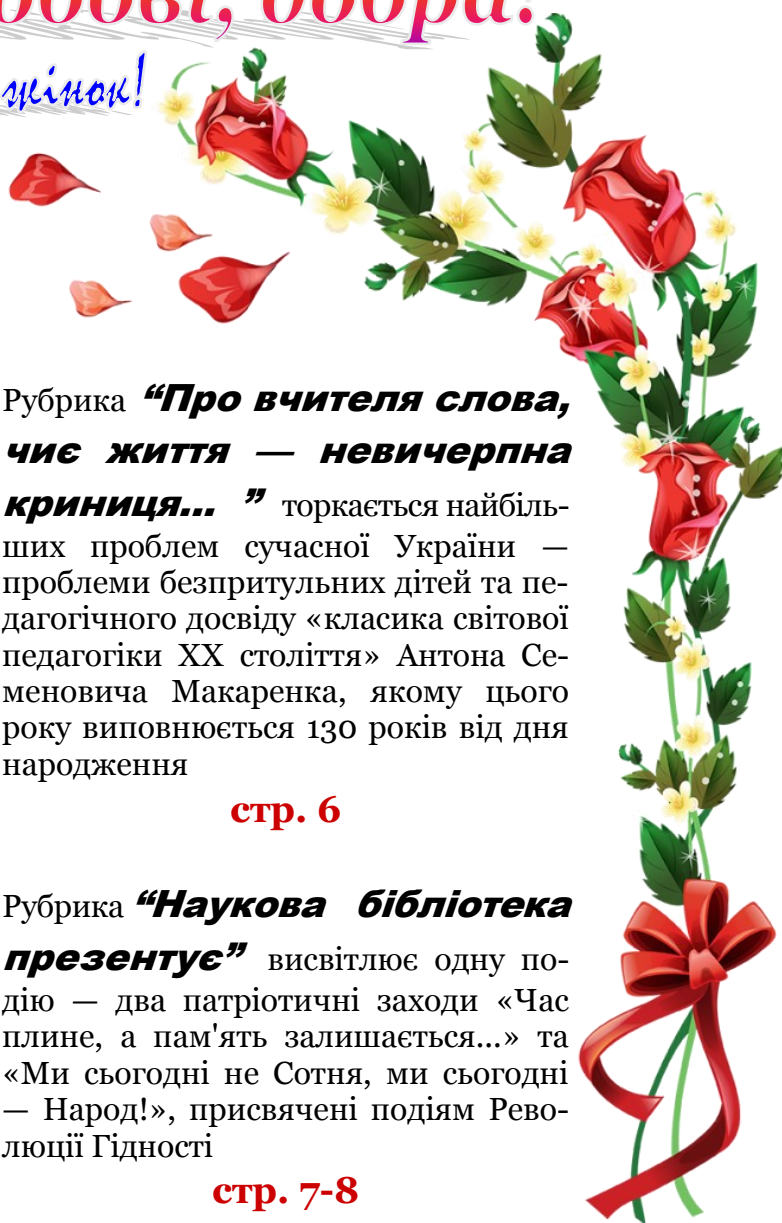 добра!
жінок!
Рубрика “Про вчителя слова,
чиє життя — невичерпна
криниця... ” торкається найбіль-
ших проблем сучасної України —
проблеми безпритульних дітей та пе-
дагогічного досвіду «класика світової
педагогіки ХХ століття» Антона Се-
меновича Макаренка, якому цього
року виповнюється 130 років від дня
народження
стр. 6
Рубрика “Наукова бібліотека
презентує” висвітлює одну по-
дію — два патріотичні заходи «Час
плине, а пам'ять залишається...» та
«Ми сьогодні не Сотня, ми сьогодні
— Народ!», присвячені подіям Рево-
люції Гідності
стр. 7-8